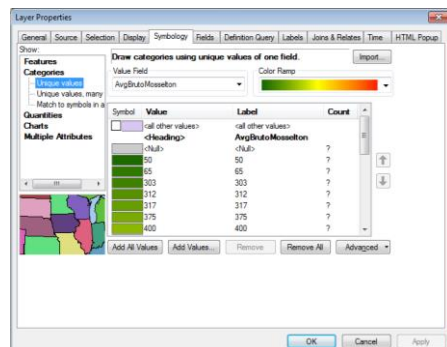 Layer Properties
General Source Selection Display Symbology Fields Definition Query Labels Joins & Relates Time HTML Popup
Show:
Features
Categories
Unique values
Unique values, many
Match to symbols in a
Quantities
Charts
Multiple Attributes
Draw categories using unique values of one field.
Import...
Value Field
Color Ramp
AvgBrutoMosselton
Symbol Value Label Count
<all other values> <all other values>
<Heading> AvgBrutoMosselton
<Null> <Null> ?
50 50 ?
65 65 ?
303 303 ?
312 312 ?
317 317 ?
375 375 ?
400 400 ?
Add All Values Add Values... Remove Remove All Advanced
OK Cancel Apply